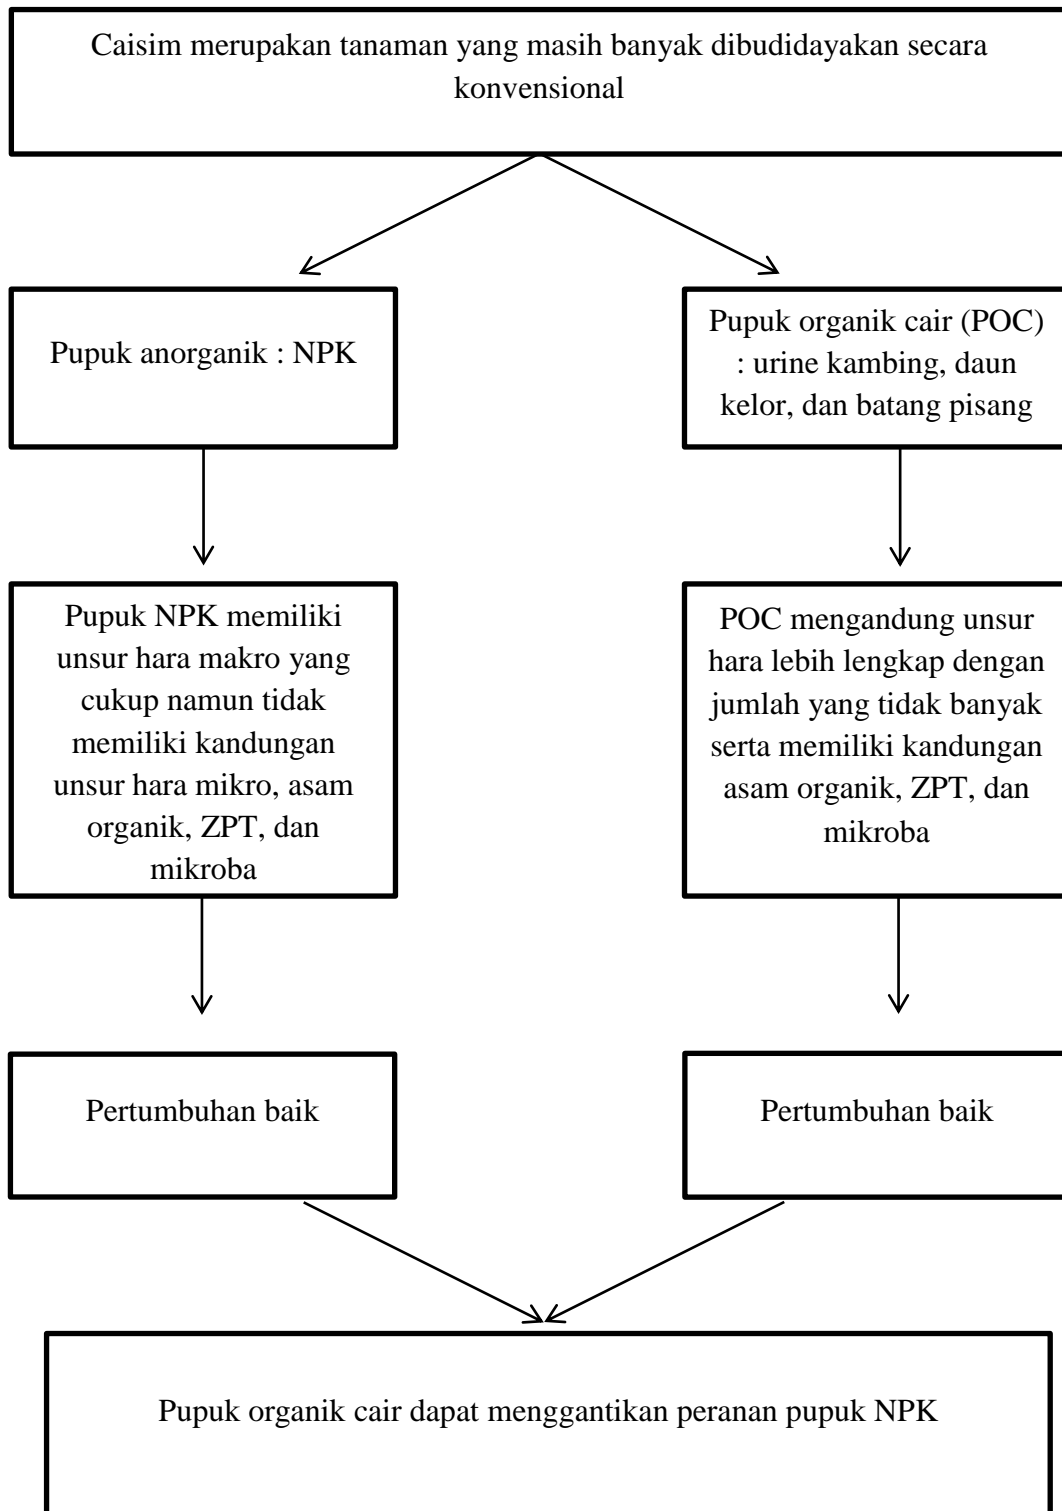 Caisim merupakan tanaman yang masih banyak dibudidayakan secara
konvensional
Pupuk anorganik : NPK
Pupuk organik cair (POC)
: urine kambing, daun
kelor, dan batang pisang
Pupuk NPK memiliki
unsur hara makro yang
cukup namun tidak
memiliki kandungan
unsur hara mikro, asam
organik, ZPT, dan
mikroba
POC mengandung unsur
hara lebih lengkap dengan
jumlah yang tidak banyak
serta memiliki kandungan
asam organik, ZPT, dan
mikroba
Pertumbuhan baik
Pertumbuhan baik
Pupuk organik cair dapat menggantikan peranan pupuk NPK